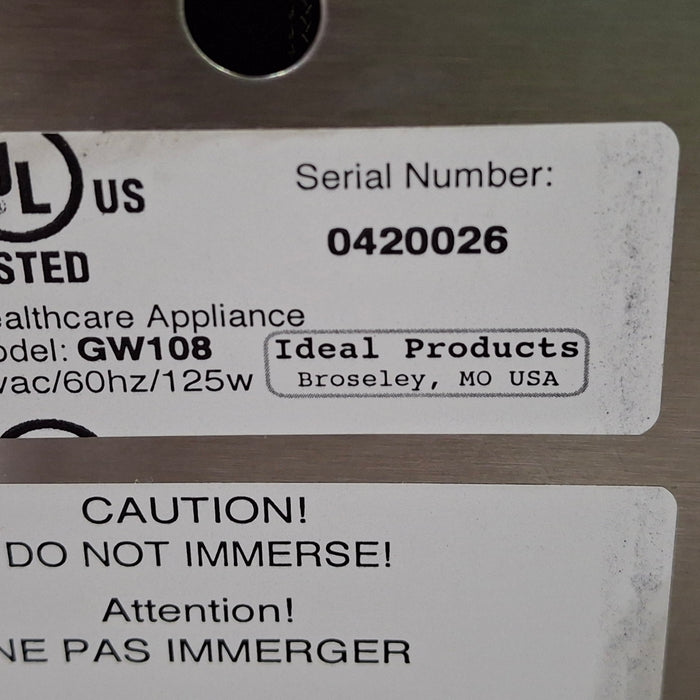 UL US
Serial Number:
0420026
STED
ealthcare Appliance
odel: GW108
vac/60hz/125w
Ideal Products
Broseley, MO USA
CAUTION!
DO NOT IMMERSE!
Attention!
NE PAS IMMERGER